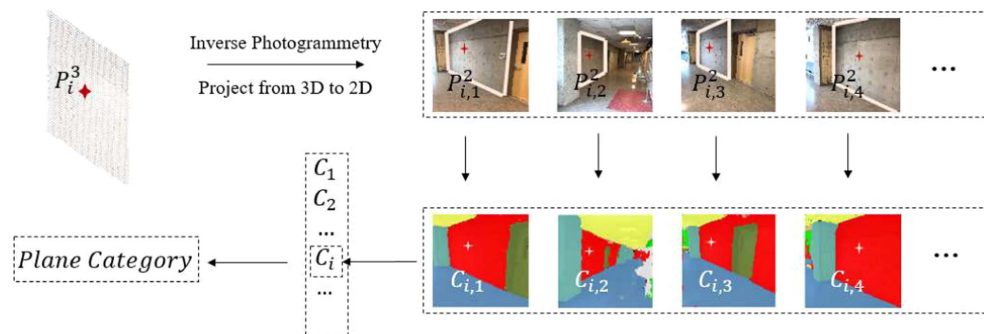 P_i^3
Inverse Photogrammetry
Project from 3D to 2D
P_{i,1}^2
P_{i,2}^2
P_{i,3}^2
P_{i,4}^2
...
C_1
C_2
...
C_i
...
Plane Category
C_{i,1}
C_{i,2}
C_{i,3}
C_{i,4}
...